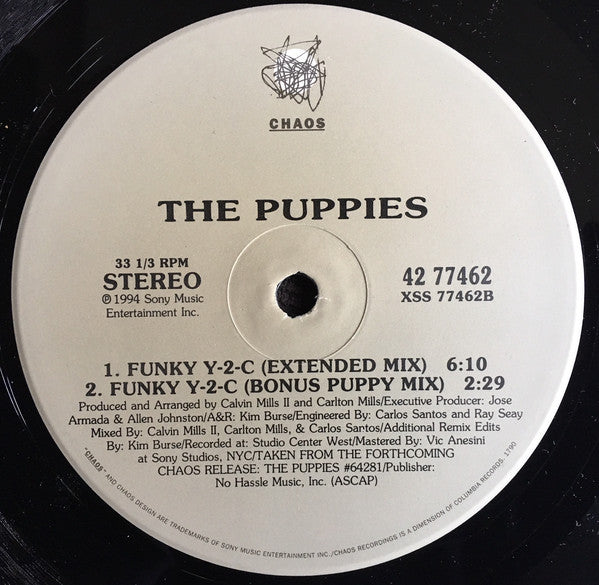 CHAOS
THE PUPPIES
33 1/3 RPM
STEREO
℗ 1994 Sony Music
Entertainment Inc.
42 77462
XSS 77462B
1. FUNKY Y-2-C (EXTENDED MIX) 6:10
2. FUNKY Y-2-C (BONUS PUPPY MIX) 2:29
Produced and Arranged by Calvin Mills II and Carlton Mills/Executive Producer: Jose
Armada & Allen Johnston/A&R: Kim Burse/Engineered By: Carlos Santos and Ray Seay
Mixed By: Calvin Mills II, Carlton Mills, & Carlos Santos/Additional Remix Edits
By: Kim Burse/Recorded at: Studio Center West/Mastered By: Vic Anesini
at Sony Studios, NYC/TAKEN FROM THE FORTHCOMING
CHAOS RELEASE: THE PUPPIES #64281/Publisher:
No Hassle Music, Inc. (ASCAP)
"CHAOS" AND CHAOS DESIGN ARE TRADEMARKS OF SONY MUSIC ENTERTAINMENT INC./CHAOS RECORDINGS IS A DIMENSION OF COLUMBIA RECORDS. 1790